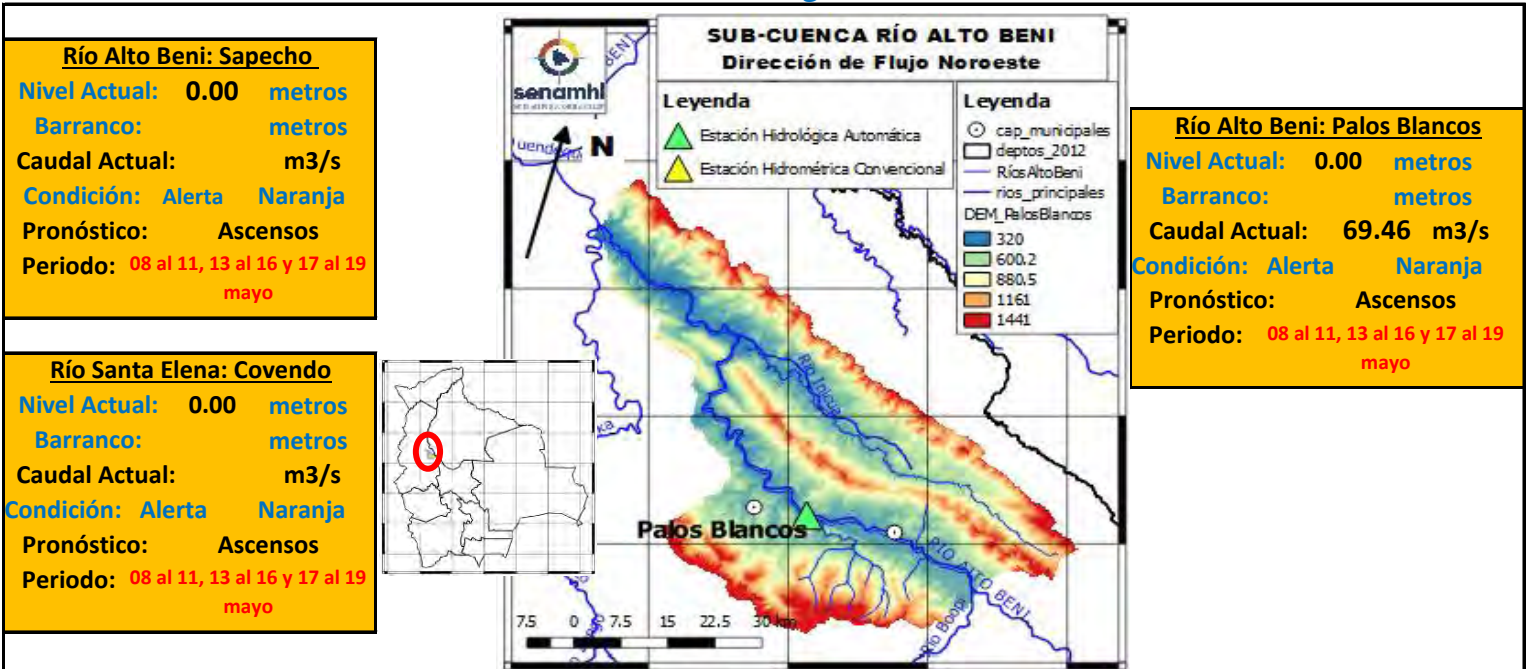 Río Alto Beni: Sapecho
Nivel Actual: 0.00 metros
Barranco: metros
Caudal Actual: m3/s
Condición: Alerta Naranja
Pronóstico: Ascensos
Periodo: 08 al 11, 13 al 16 y 17 al 19
mayo
Río Santa Elena: Covendo
Nivel Actual: 0.00 metros
Barranco: metros
Caudal Actual: m3/s
Condición: Alerta Naranja
Pronóstico: Ascensos
Periodo: 08 al 11, 13 al 16 y 17 al 19
mayo
senamhi
SUB-CUENCA RÍO ALTO BENI
Dirección de Flujo Noroeste
Leyenda
Estación Hidrológica Automática
Estación Hidrométrica Convencional
Leyenda
cap_municipales
deptos_2012
RíosAltoBeni
rios_principales
DEM_PalosBlancos
320
600.2
880.5
1161
1441
BENI
N
Río Inicua
Palos Blancos
RIO ALTO BENI
Río Boopi
7.5 0 7.5 15 22.5 30 km
Río Alto Beni: Palos Blancos
Nivel Actual: 0.00 metros
Barranco: metros
Caudal Actual: 69.46 m3/s
Condición: Alerta Naranja
Pronóstico: Ascensos
Periodo: 08 al 11, 13 al 16 y 17 al 19
mayo